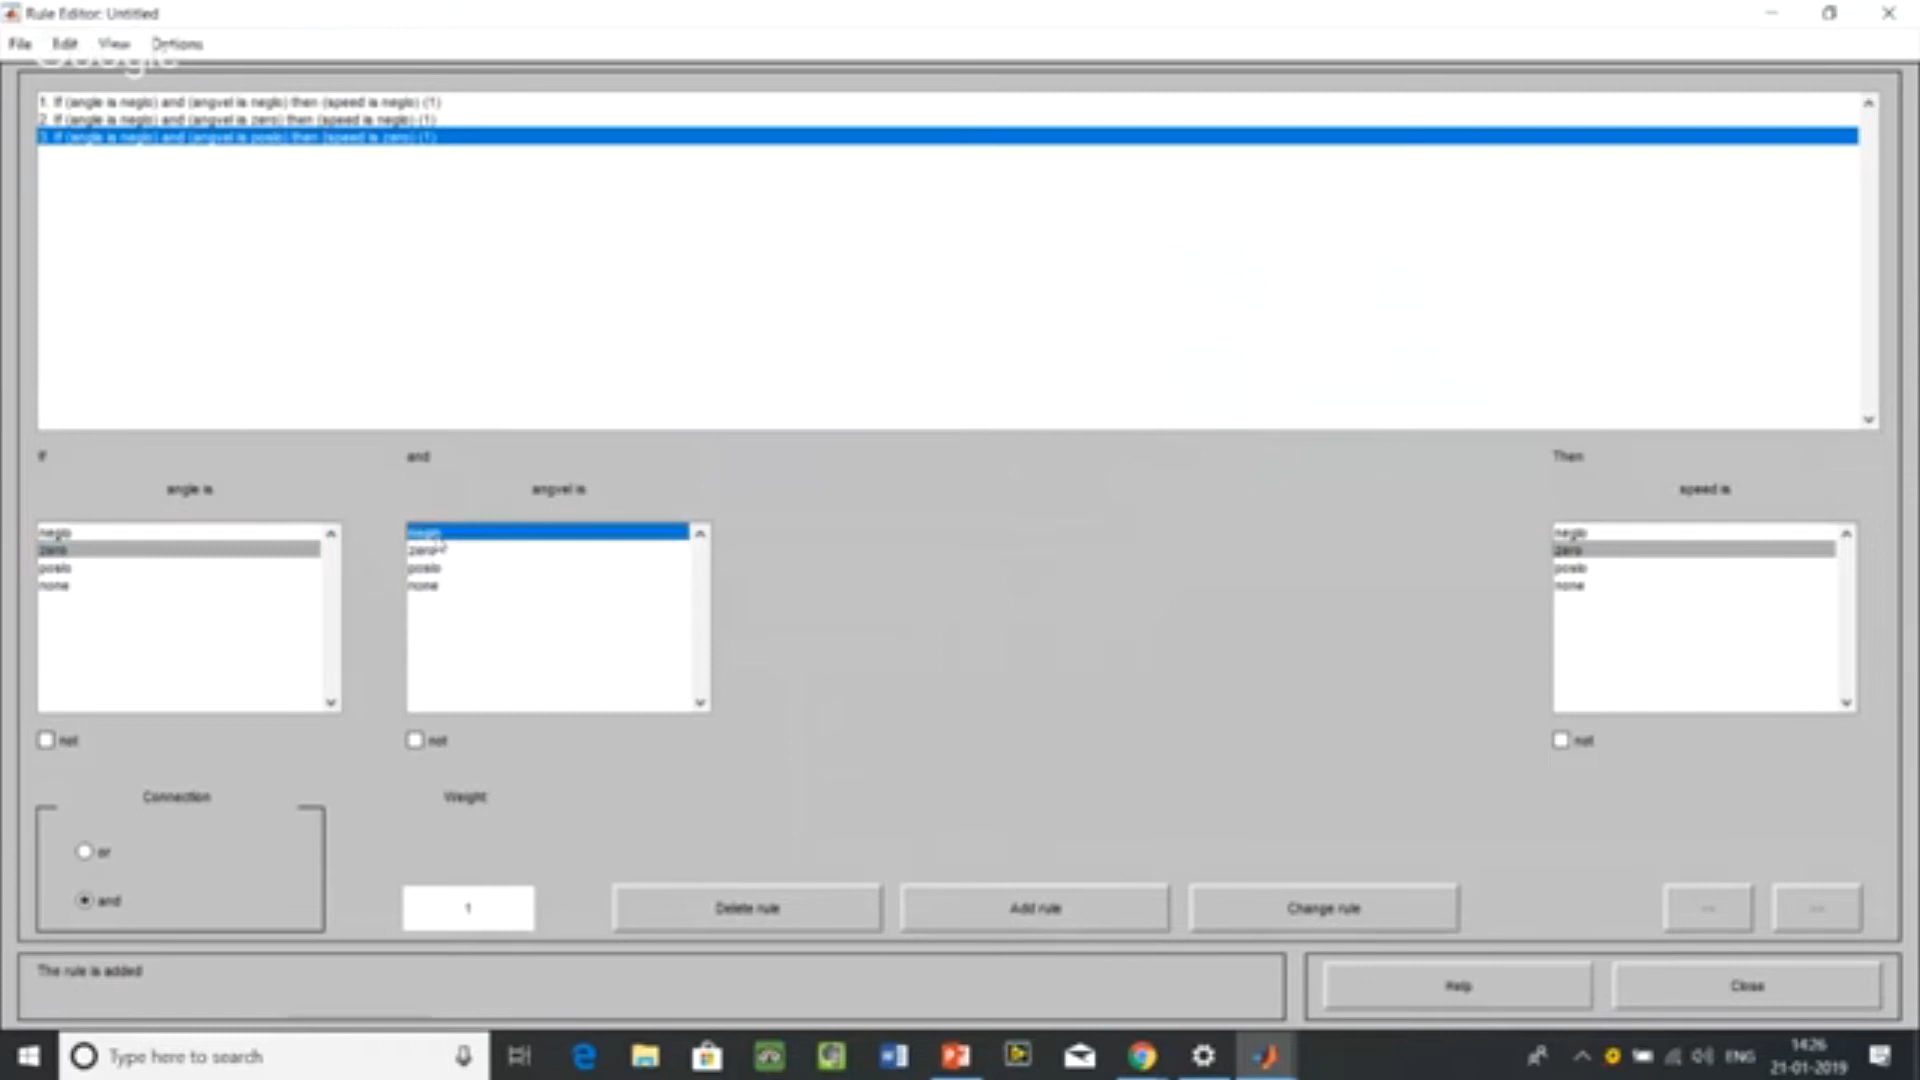 Rule Editor: Untitled
File Edit View Options
Google
1. If (angle is neglo) and (angvel is neglo) then (speed is neglo) (1)
2. If (angle is neglo) and (angvel is zero) then (speed is neglo) (1)
3. If (angle is neglo) and (angvel is poslo) then (speed is zero) (1)
If
and
Then
angle is
angvel is
speed is
neglo
zero
poslo
none
neglo
zero
poslo
none
neglo
zero
poslo
none
not
not
not
Connection
or
and
Weight:
1
Delete rule
Add rule
Change rule
The rule is added
Help
Close
Type here to search
ENG
14:26
21-01-2019